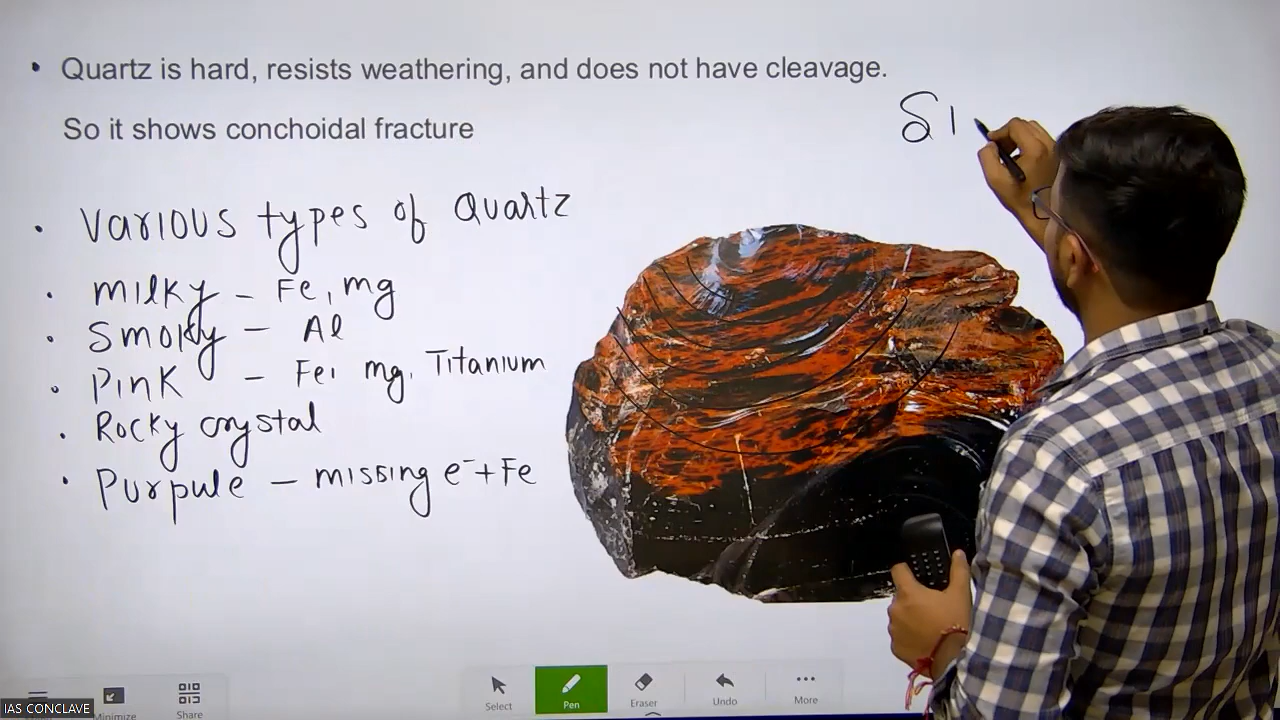 • Quartz is hard, resists weathering, and does not have cleavage.
So it shows conchoidal fracture
SI
• Various types of Quartz
• Milky – Fe, mg
• Smoky – Al
• Pink – Fe, mg, Titanium
• Rocky crystal
• Purpule – missing e⁻+Fe
Select
Pen
Eraser
Undo
More
Minimize
Share
IAS CONCLAVE